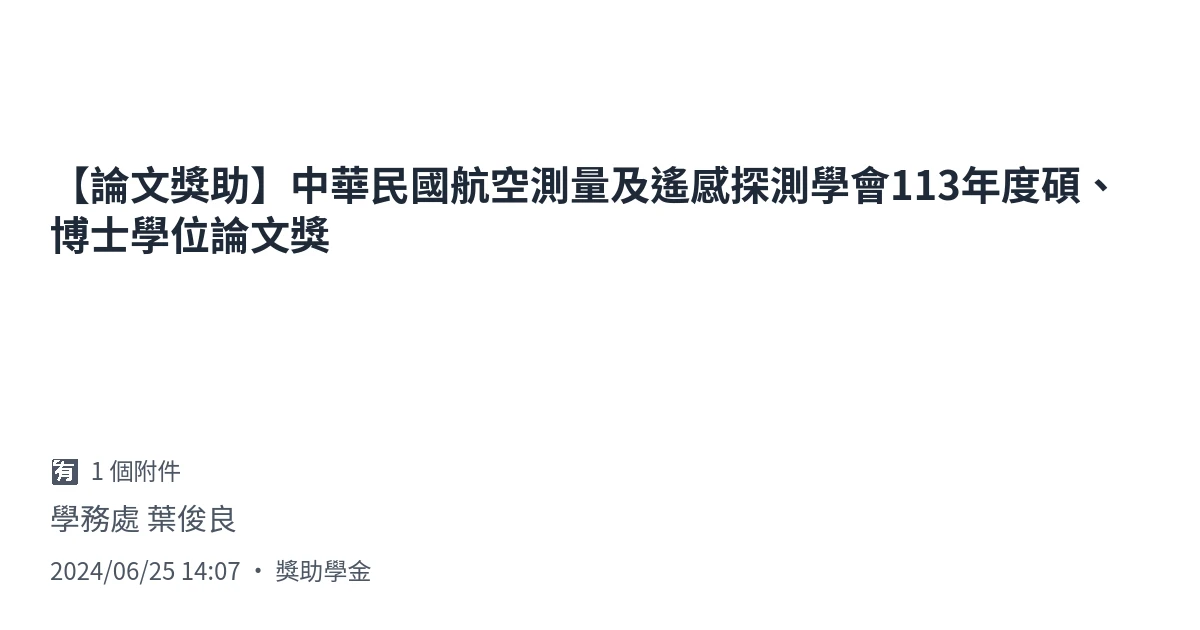 【論文獎助】中華民國航空測量及遙感探測學會113年度碩、
博士學位論文獎
🈶 1 個附件
學務處 葉俊良
2024/06/25 14:07 • 獎助學金